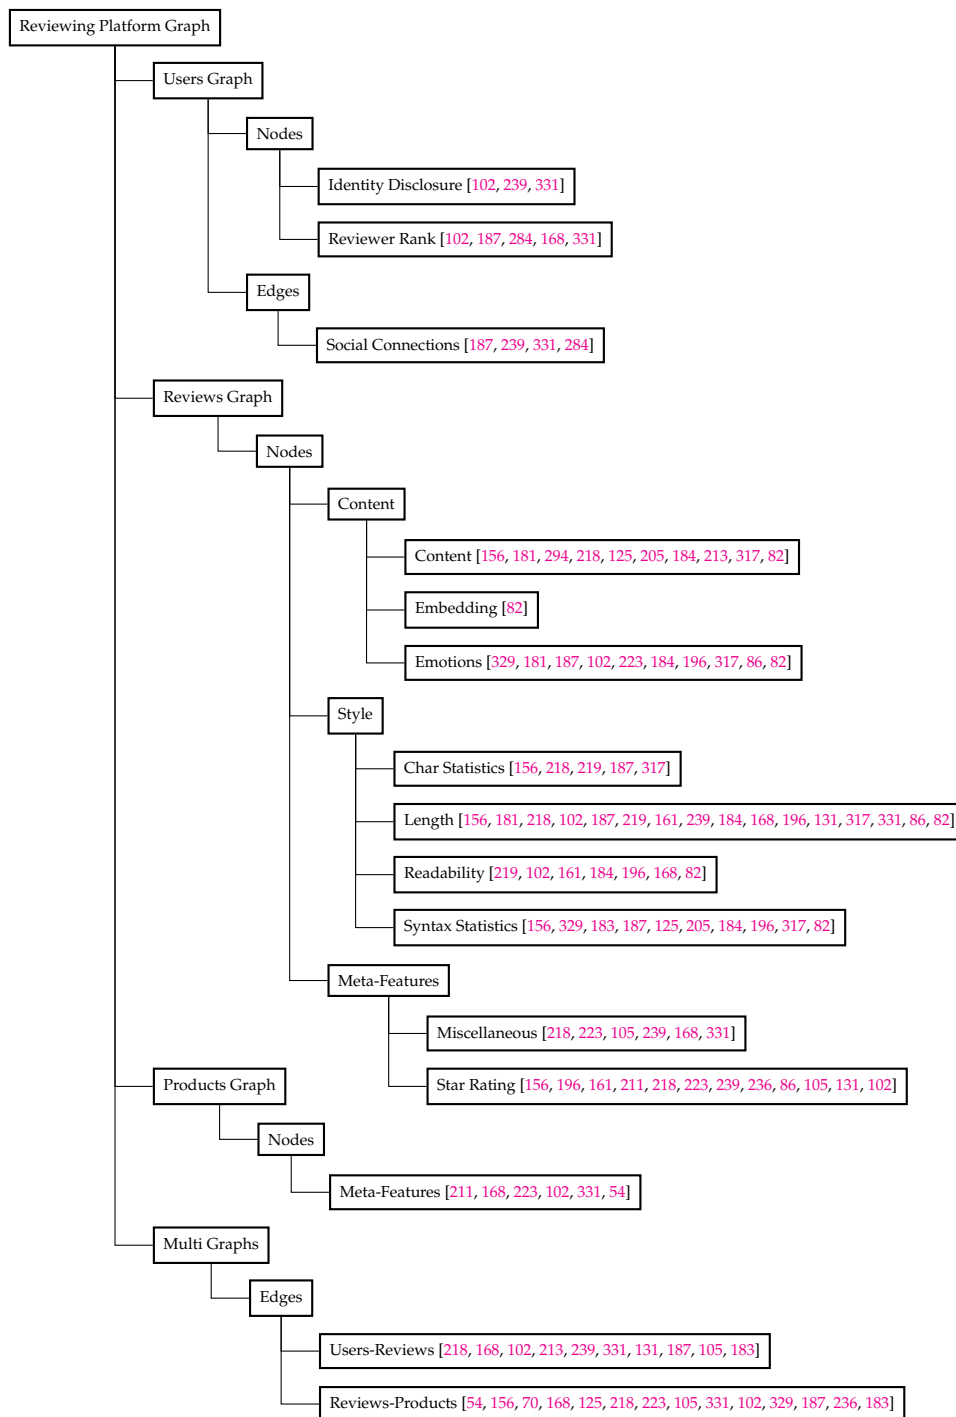 Reviewing Platform Graph
Users Graph
Nodes
Identity Disclosure [102, 239, 331]
Reviewer Rank [102, 187, 284, 168, 331]
Edges
Social Connections [187, 239, 331, 284]
Reviews Graph
Nodes
Content
Content [156, 181, 294, 218, 125, 205, 184, 213, 317, 82]
Embedding [82]
Emotions [329, 181, 187, 102, 223, 184, 196, 317, 86, 82]
Style
Char Statistics [156, 218, 219, 187, 317]
Length [156, 181, 218, 102, 187, 219, 161, 239, 184, 168, 196, 131, 317, 331, 86, 82]
Readability [219, 102, 161, 184, 196, 168, 82]
Syntax Statistics [156, 329, 183, 187, 125, 205, 184, 196, 317, 82]
Meta-Features
Miscellaneous [218, 223, 105, 239, 168, 331]
Star Rating [156, 196, 161, 211, 218, 223, 239, 236, 86, 105, 131, 102]
Products Graph
Nodes
Meta-Features [211, 168, 223, 102, 331, 54]
Multi Graphs
Edges
Users-Reviews [218, 168, 102, 213, 239, 331, 131, 187, 105, 183]
Reviews-Products [54, 156, 70, 168, 125, 218, 223, 105, 331, 102, 329, 187, 236, 183]